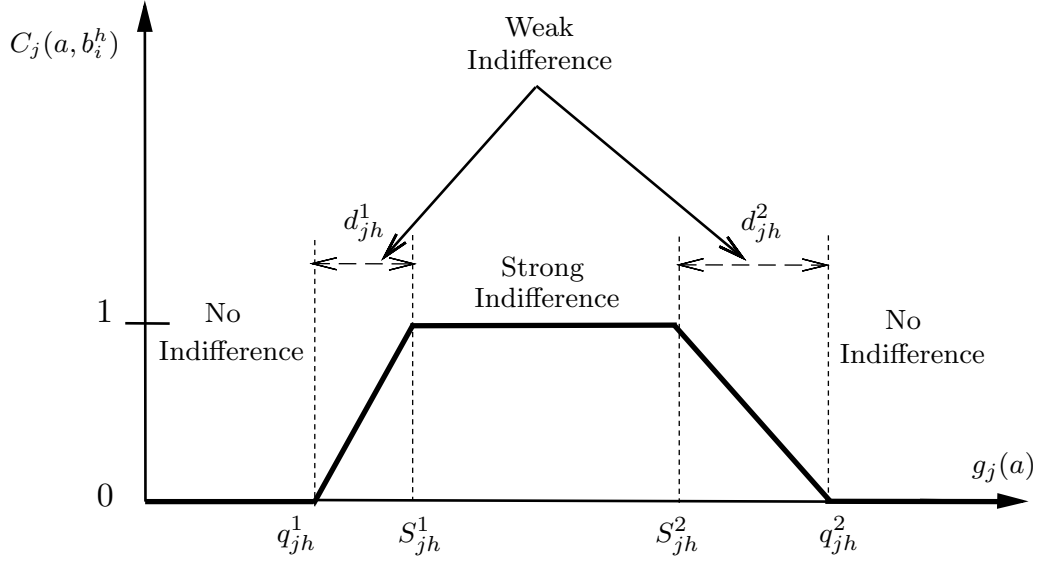 C_j(a, b_i^h)
Weak
Indifference
d_{jh}^1
d_{jh}^2
Strong
Indifference
1
No
Indifference
No
Indifference
g_j(a)
0
q_{jh}^1
S_{jh}^1
S_{jh}^2
q_{jh}^2